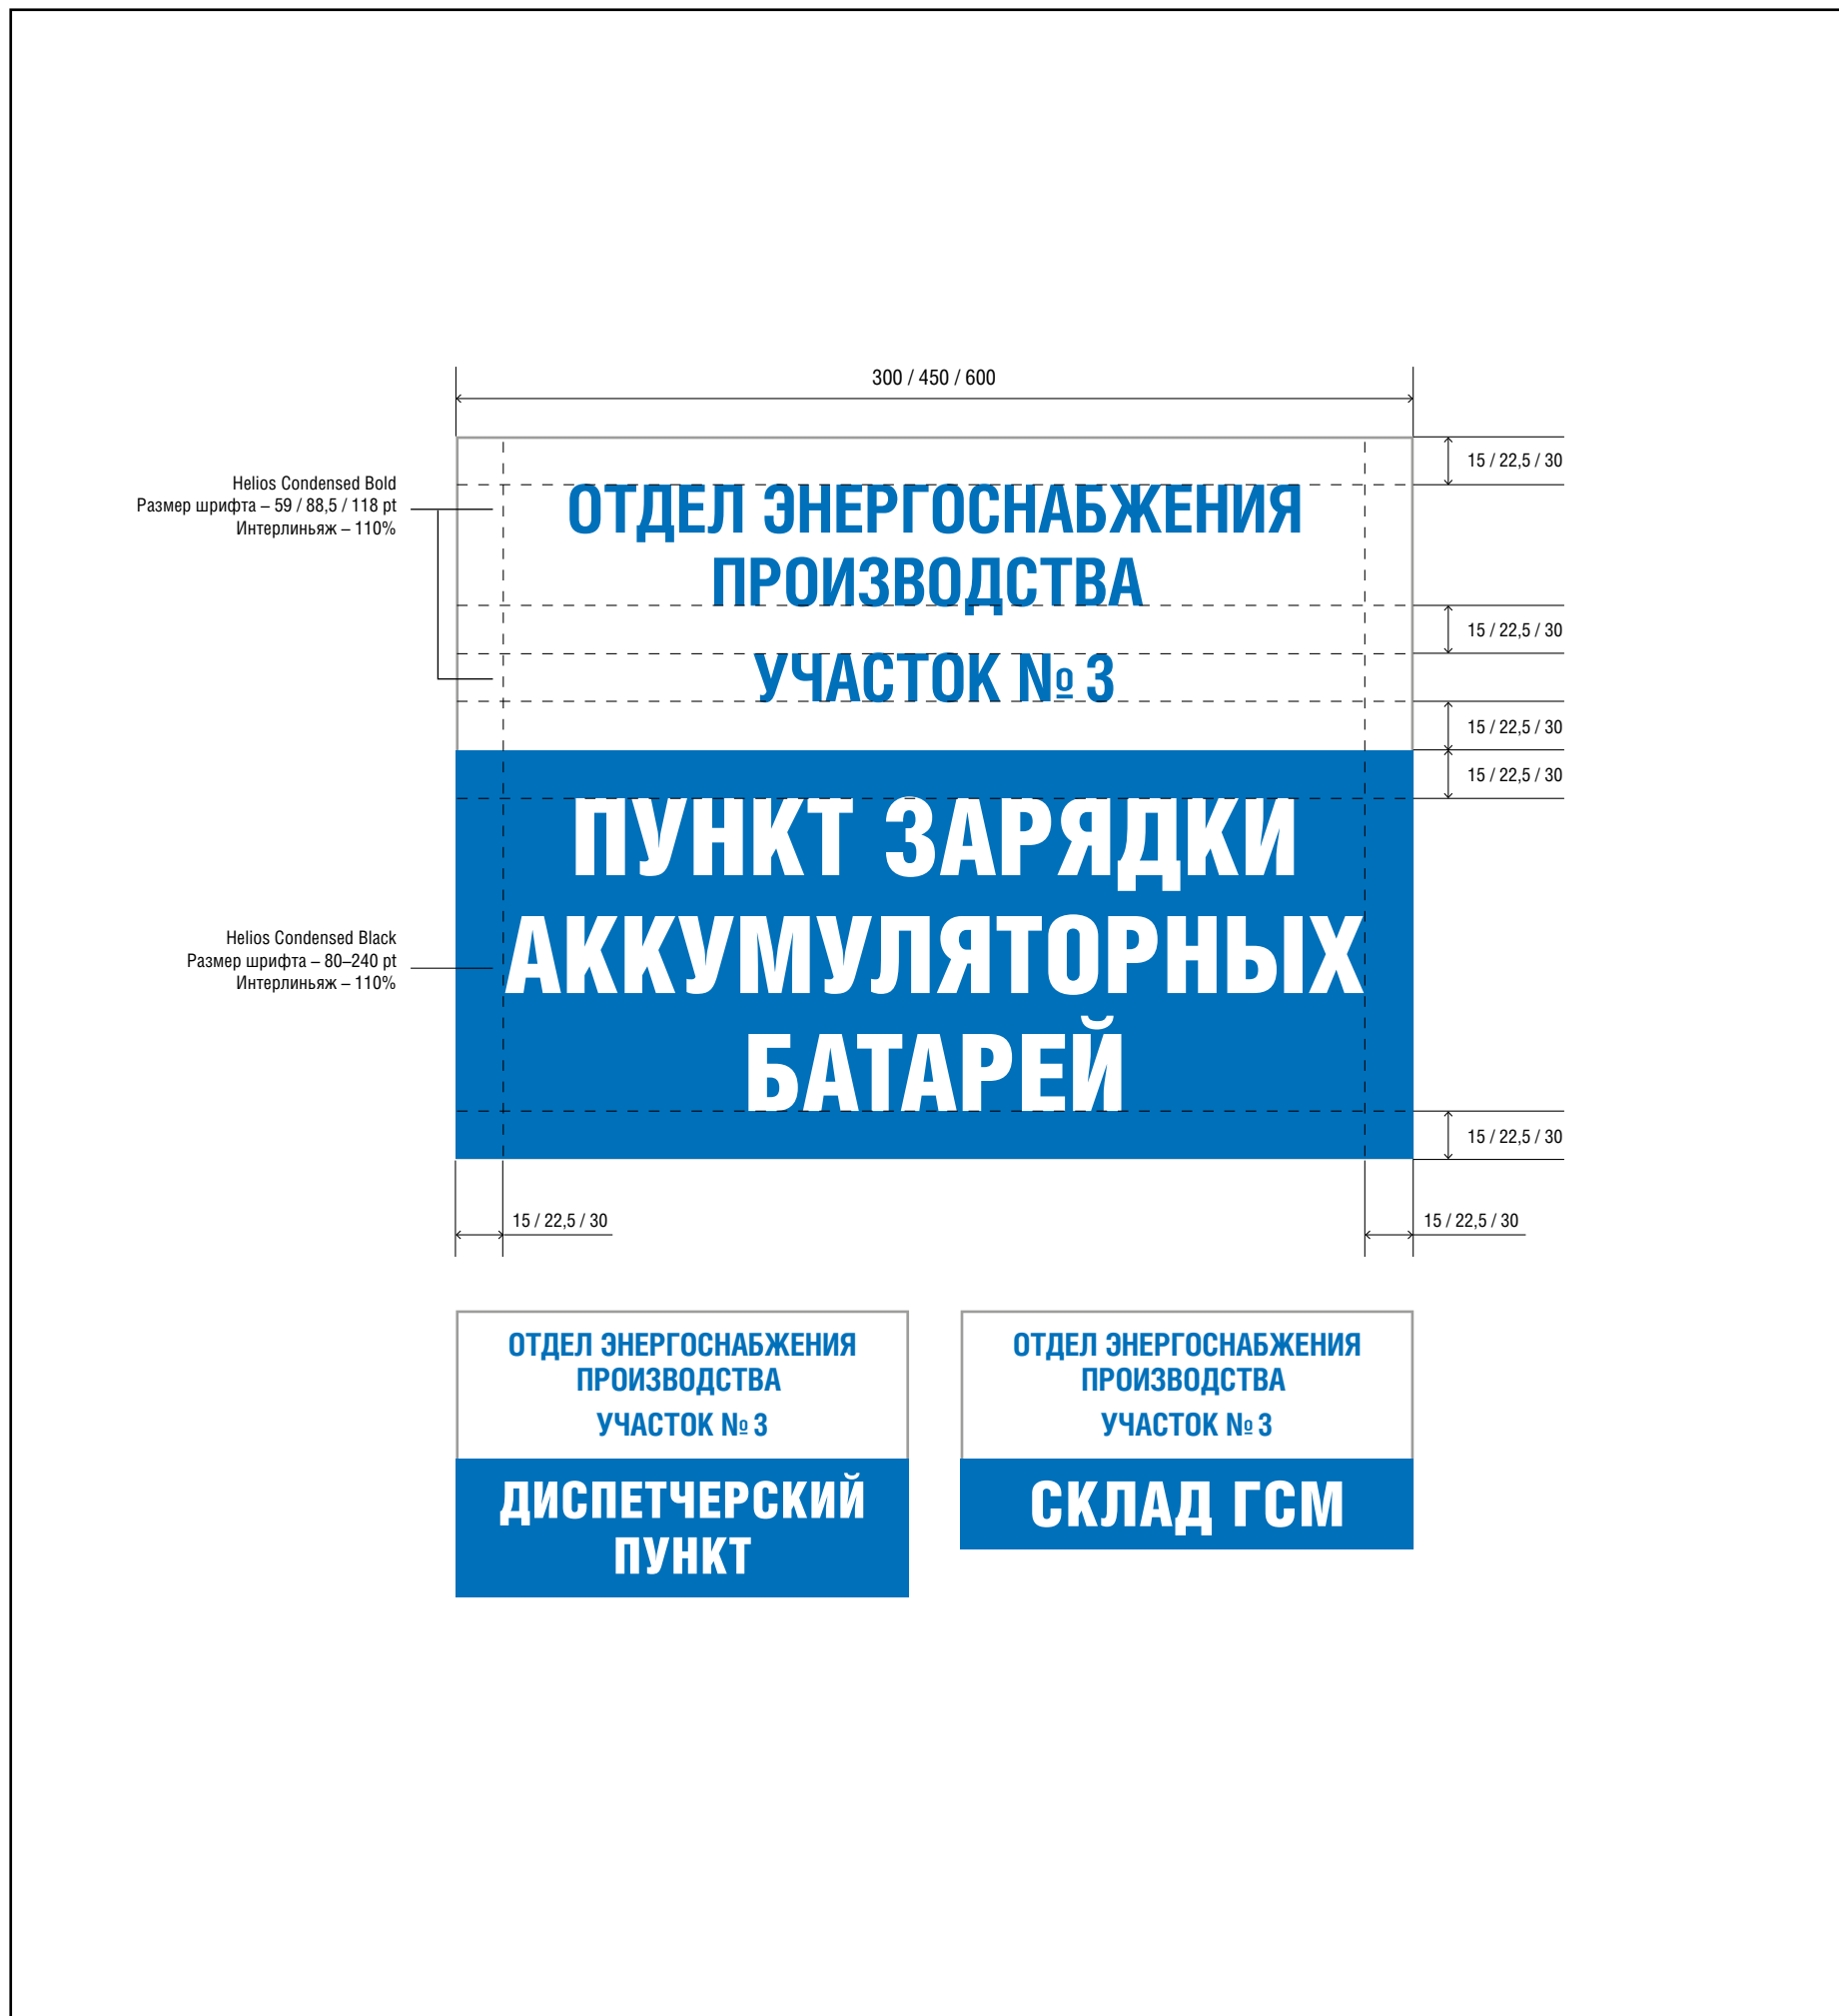 300 / 450 / 600
15 / 22,5 / 30
Helios Condensed Bold
Размер шрифта – 59 / 88,5 / 118 pt
Интерлиньяж – 110%
ОТДЕЛ ЭНЕРГОСНАБЖЕНИЯ
ПРОИЗВОДСТВА
15 / 22,5 / 30
УЧАСТОК № 3
15 / 22,5 / 30
15 / 22,5 / 30
ПУНКТ ЗАРЯДКИ
АККУМУЛЯТОРНЫХ
БАТАРЕЙ
Helios Condensed Black
Размер шрифта – 80–240 pt
Интерлиньяж – 110%
15 / 22,5 / 30
15 / 22,5 / 30
15 / 22,5 / 30
ОТДЕЛ ЭНЕРГОСНАБЖЕНИЯ
ПРОИЗВОДСТВА
УЧАСТОК № 3
ДИСПЕТЧЕРСКИЙ
ПУНКТ
ОТДЕЛ ЭНЕРГОСНАБЖЕНИЯ
ПРОИЗВОДСТВА
УЧАСТОК № 3
СКЛАД ГСМ